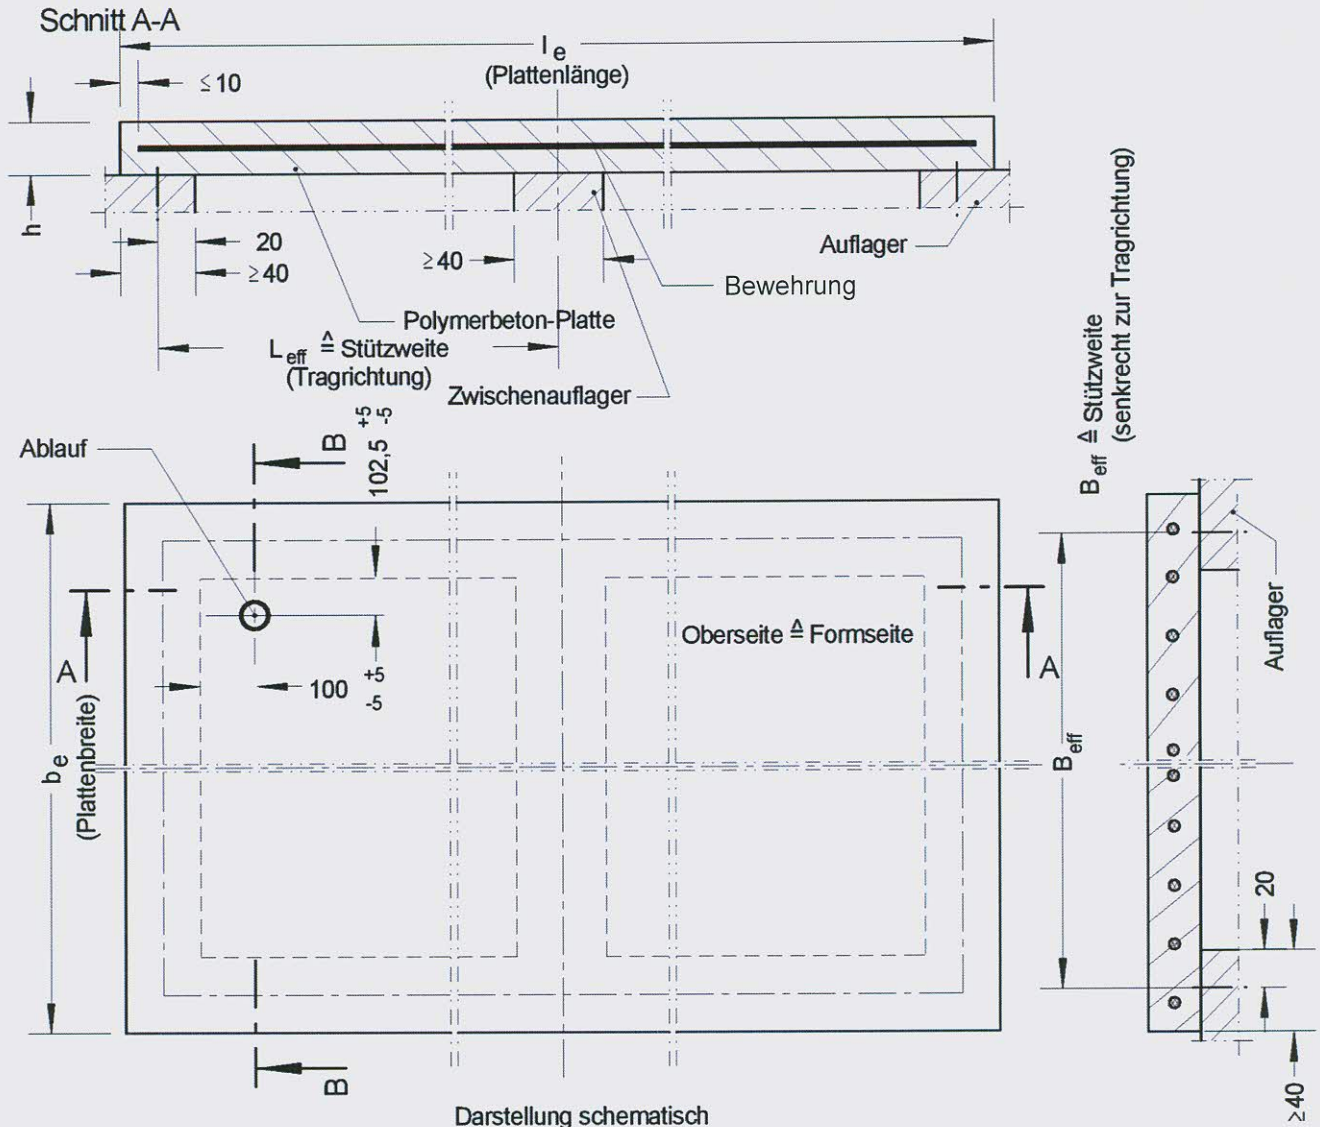 Schnitt A-A
l e
(Plattenlänge)
≤ 10
h
20
≥ 40
≥ 40
Auflager
Bewehrung
Polymerbeton-Platte
L eff ≙ Stützweite
(Tragrichtung)
Zwischenauflager
B eff ≙ Stützweite
(senkrecht zur Tragrichtung)
Ablauf
B
102,5 +5 -5
A
100 +5 -5
Oberseite ≙ Formseite
A
b e
(Plattenbreite)
B eff
Auflager
20
≥40
B
Darstellung schematisch